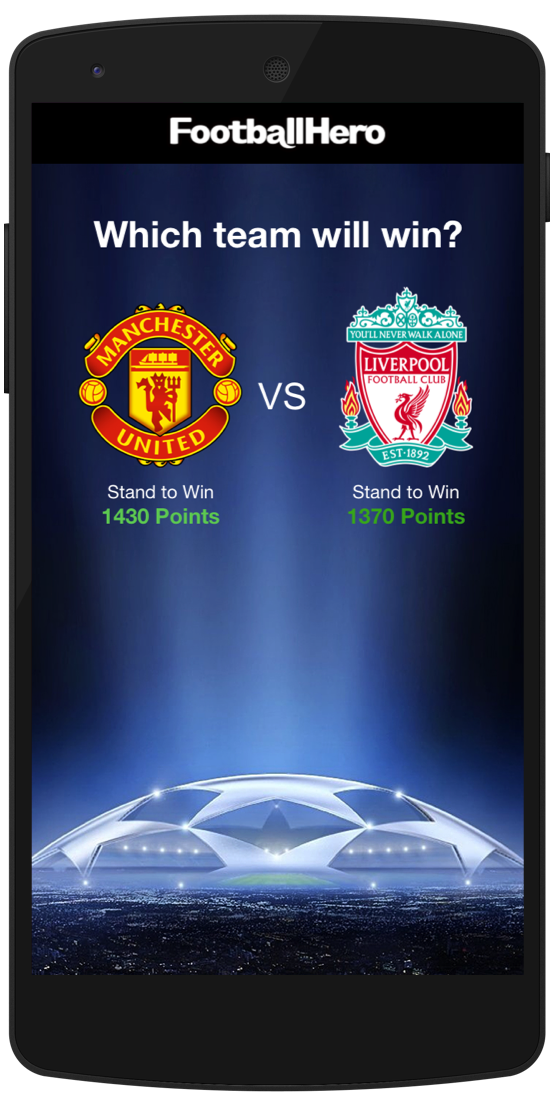 FootballHero
Which team will win?
MANCHESTER
UNITED
VS
YOU'LL NEVER WALK ALONE
LIVERPOOL
FOOTBALL CLUB
EST·1892
Stand to Win
1430 Points
Stand to Win
1370 Points